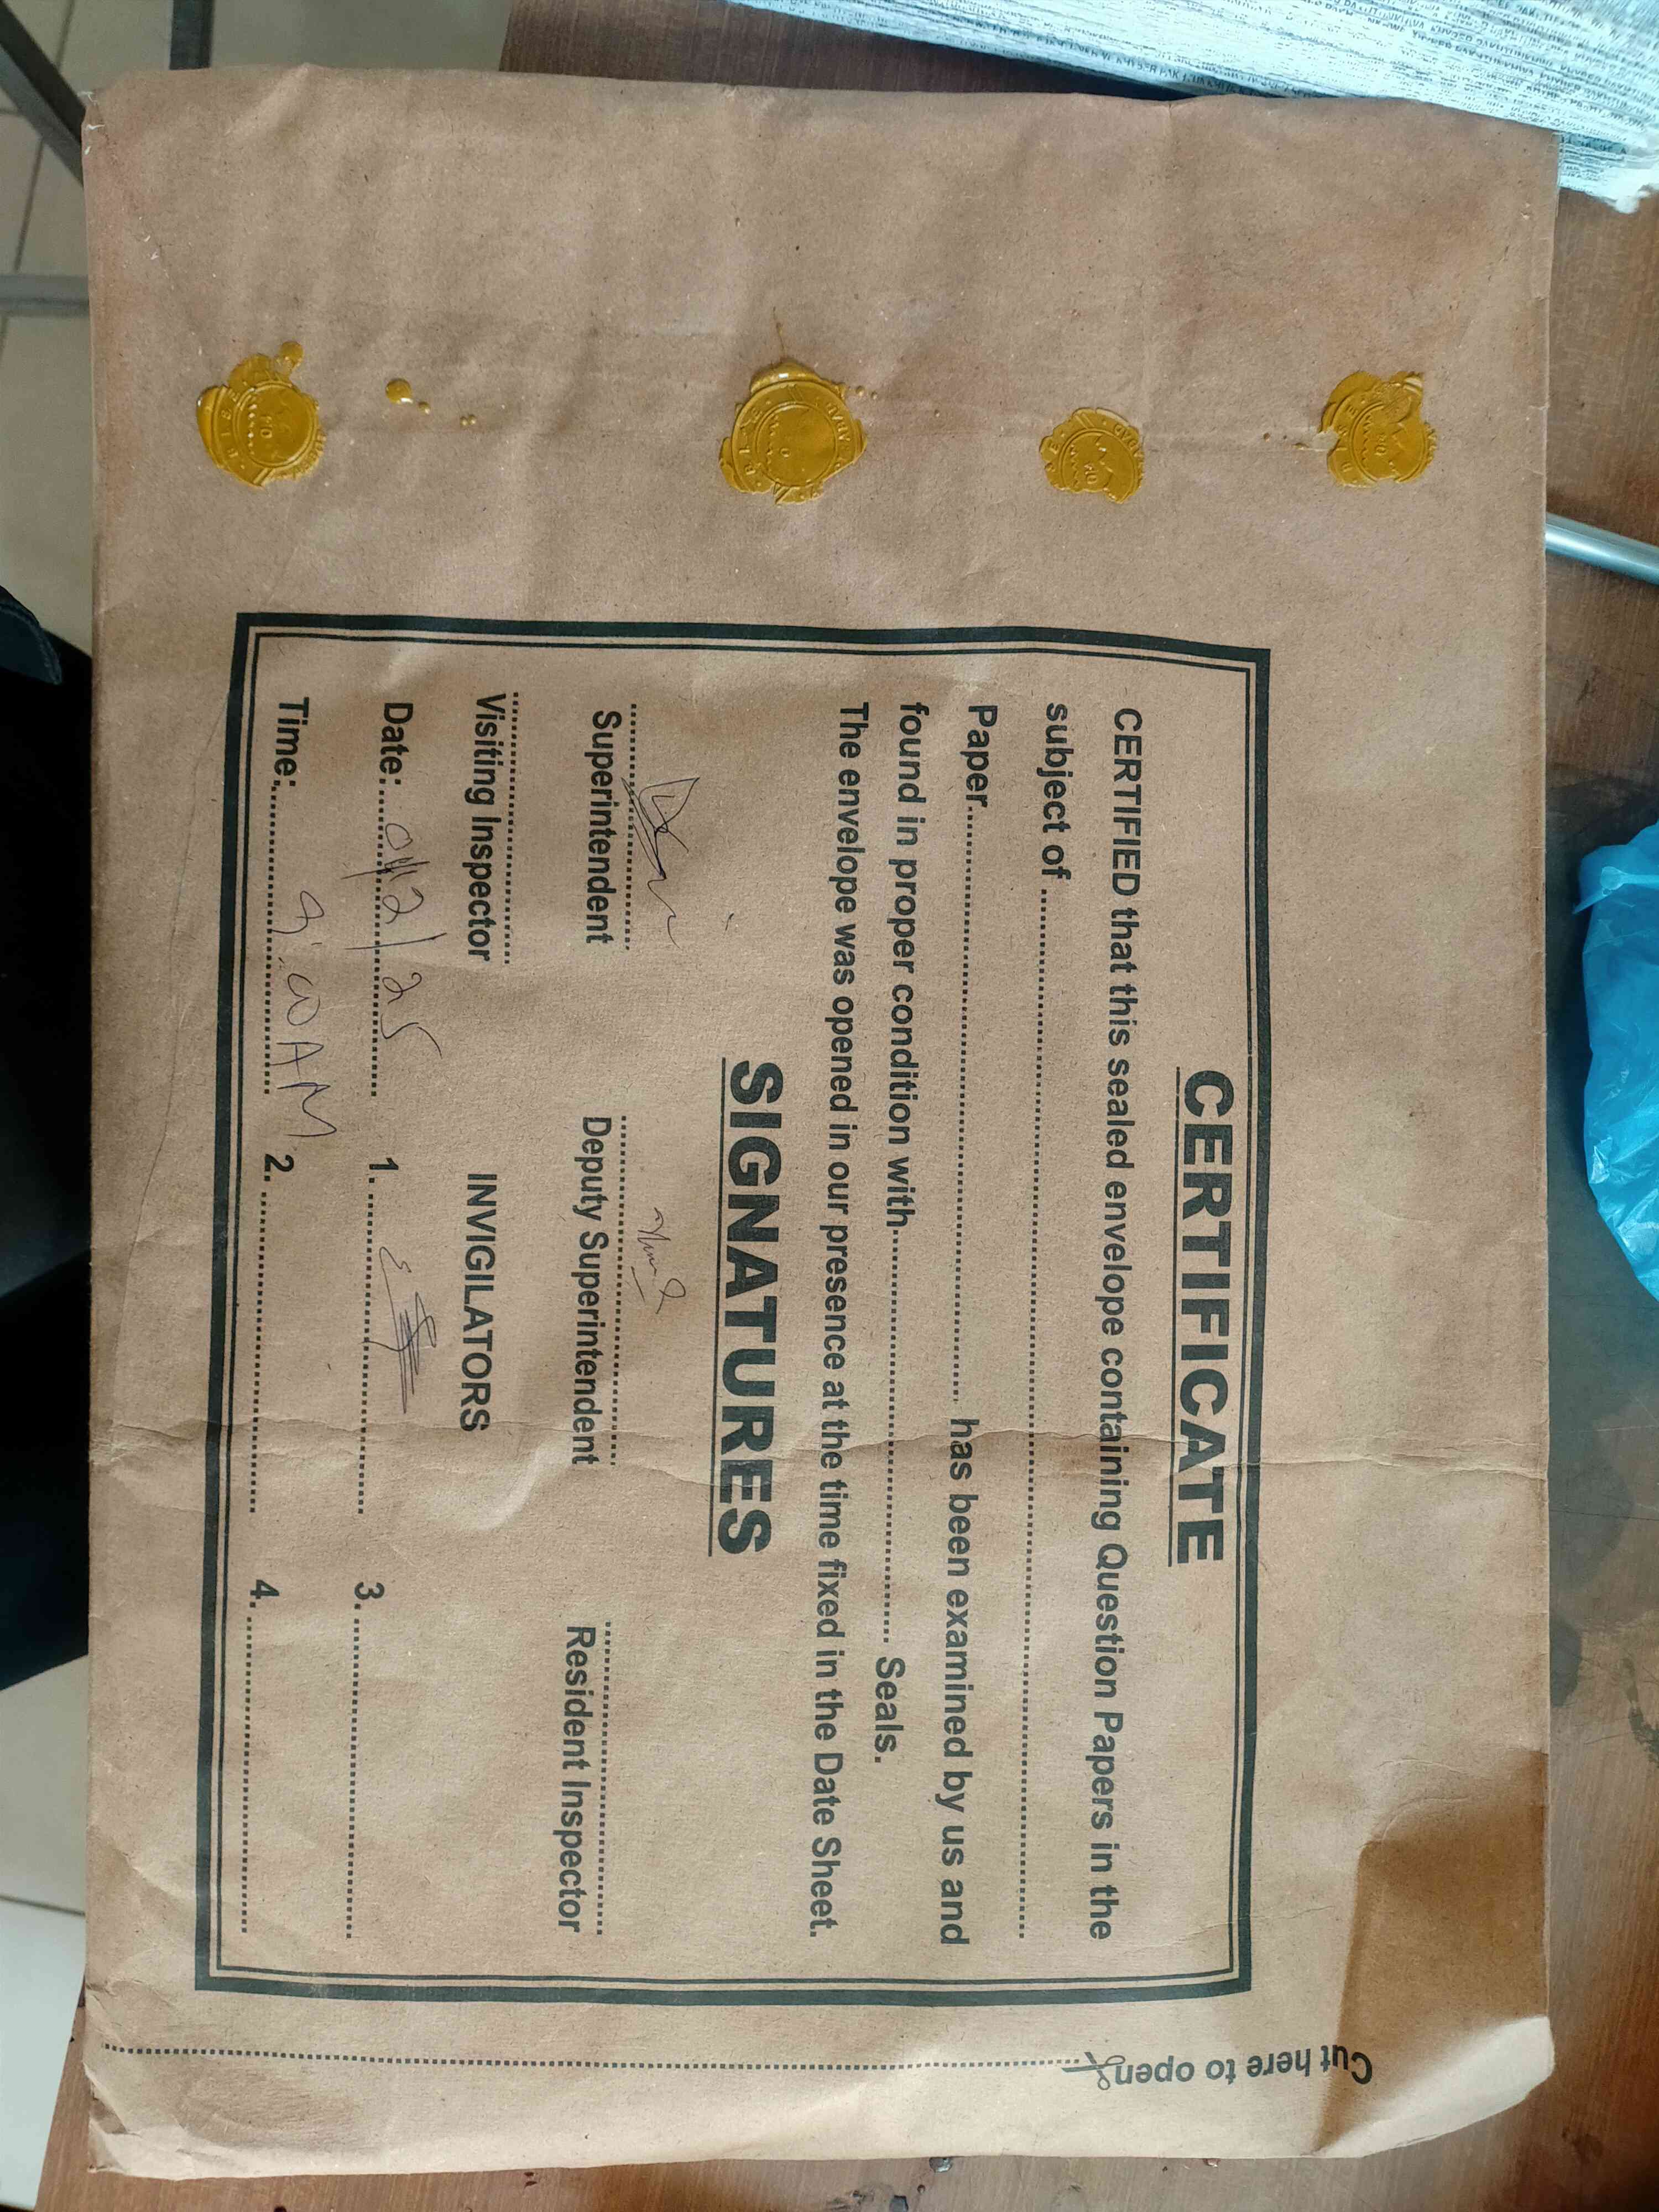 CERTIFICATE
CERTIFIED that this sealed envelope containing Question Papers in the
subject of ........................................
Paper........................................ has been examined by us and
found in proper condition with........................................ Seals.
The envelope was opened in our presence at the time fixed in the Date Sheet.
SIGNATURES
Superintendent Deputy Superintendent Resident Inspector
Visiting Inspector INVIGILATORS
Date: 1. 3.
Time: 9:00 AM 2. 4.
Cut here to open